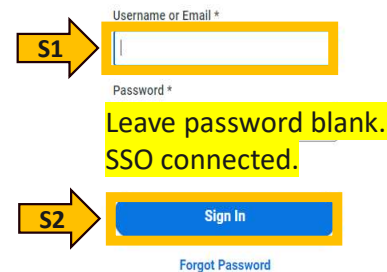 Username or Email *
S1
Password *
Leave password blank.
SSO connected.
S2
Sign In
Forgot Password